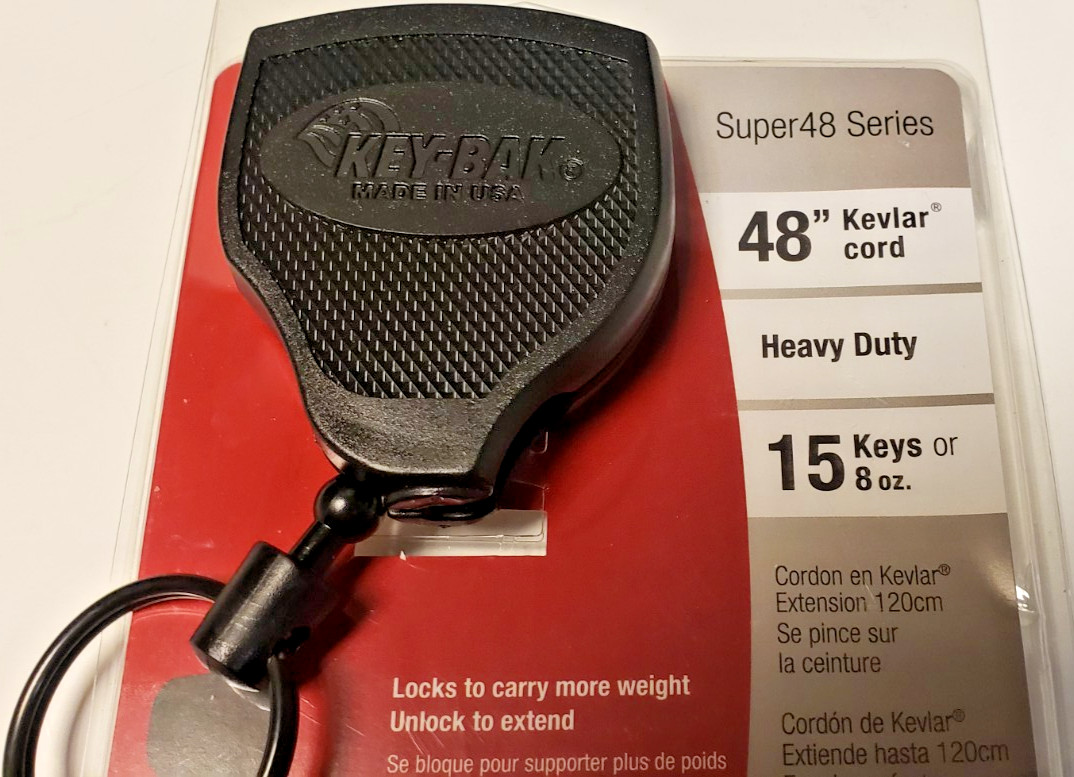 KEY-BAK®
MADE IN USA
Super48 Series
48” Kevlar®
cord
Heavy Duty
15 Keys or
8 oz.
Cordon en Kevlar®
Extension 120cm
Se pince sur
la ceinture
Cordón de Kevlar®
Extiende hasta 120cm
Locks to carry more weight
Unlock to extend
Se bloque pour supporter plus de poids